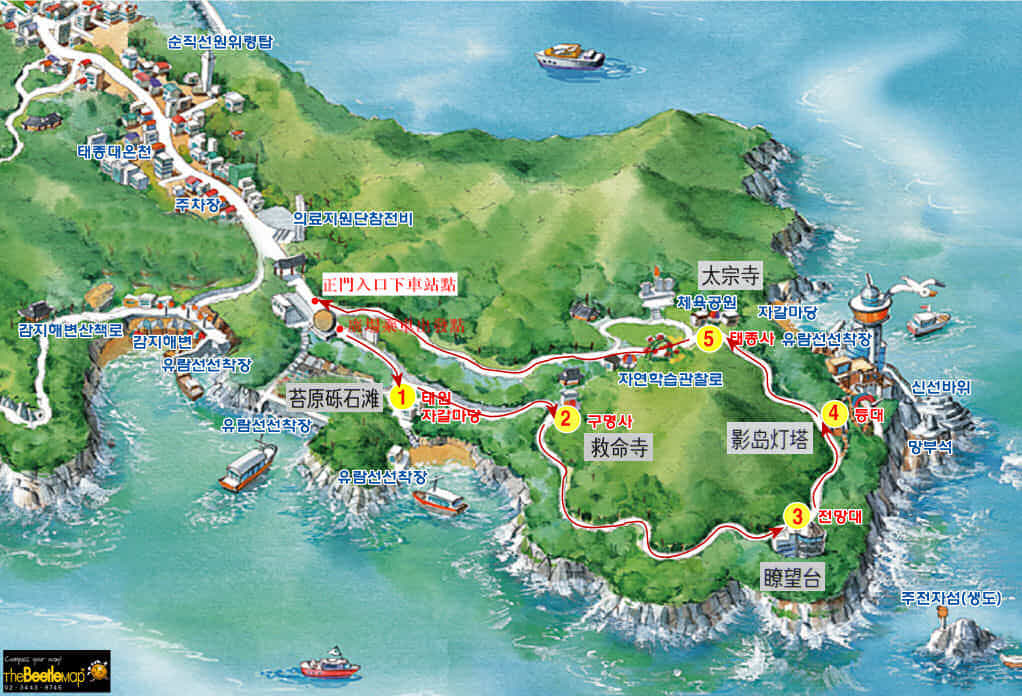 순직선원위령탑
태종대온천
주차장
의료지원단참전비
正門入口下車站點
太宗寺
체육공원
자갈마당
감지해변산책로
감지해변
유람선선착장
5
태종사
유람선선착장
자연학습관찰로
苔原砾石滩
1
태원
자갈마당
신선바위
2
구명사
4
등대
유람선선착장
救命寺
影岛灯塔
망부석
유람선선착장
3
전망대
瞭望台
주전자섬(생도)
Compass your way!
theBeetleMap
02-3443-8745